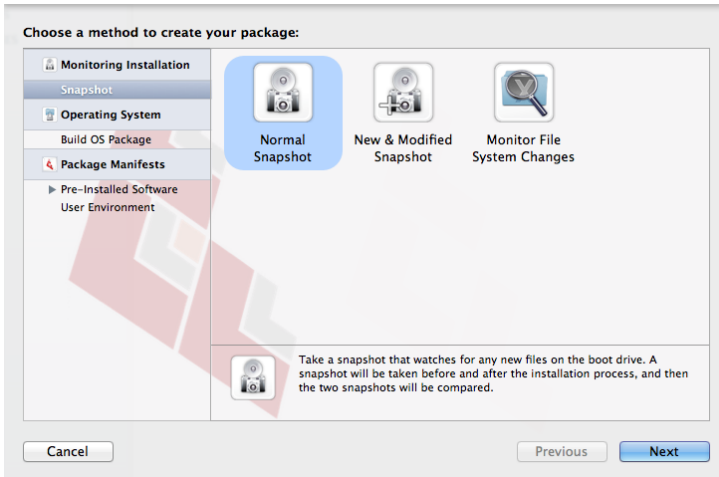 Choose a method to create your package:
Monitoring Installation
Snapshot
Operating System
Build OS Package
Package Manifests
Pre-Installed Software
User Environment
Normal
Snapshot
New & Modified
Snapshot
Monitor File
System Changes
Take a snapshot that watches for any new files on the boot drive. A
snapshot will be taken before and after the installation process, and then
the two snapshots will be compared.
Cancel
Previous
Next